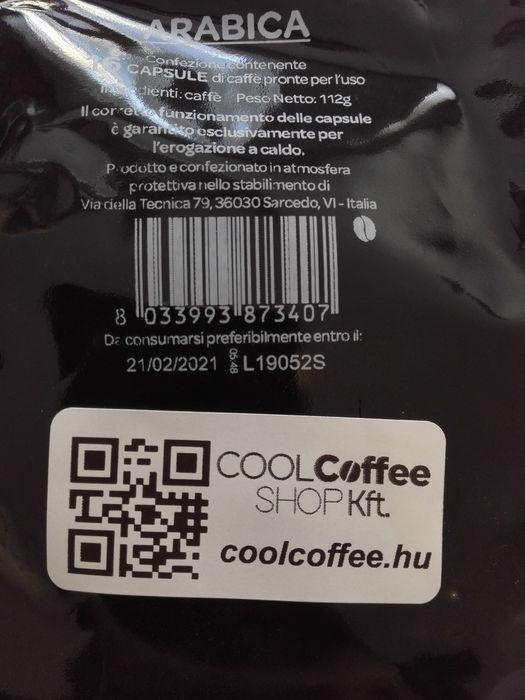 ARABICA
Confezione contenente
16 CAPSULE di caffè pronte per l'uso
Ingredienti: caffè Peso Netto: 112g
Il corretto funzionamento delle capsule
è garantito esclusivamente per
l'erogazione a caldo.
Prodotto e confezionato in atmosfera
protettiva nello stabilimento di
Via della Tecnica 79, 36030 Sarcedo, VI - Italia
8 033993 873407
Da consumarsi preferibilmente entro il:
21/02/2021 05:48 L19052S
COOLCoffee
SHOP Kft.
coolcoffee.hu